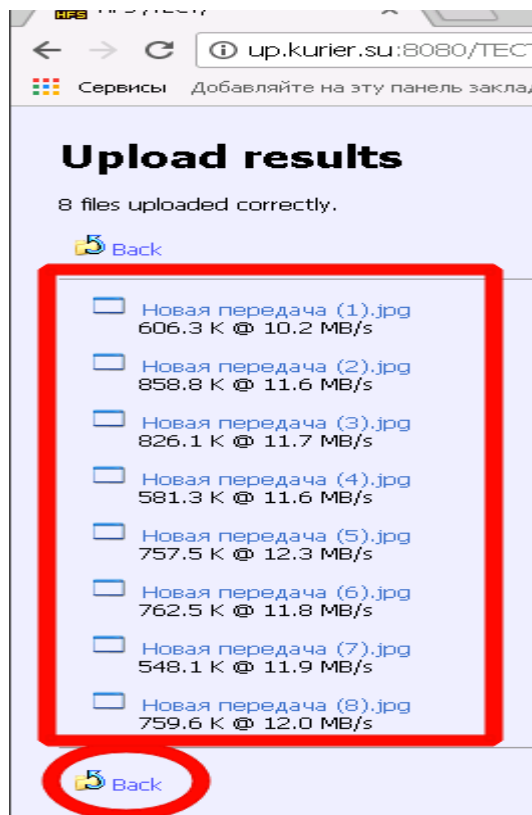 HFS /ТЕСТ/
up.kurier.su:8080/ТЕСТ
Сервисы Добавляйте на эту панель заклад
Upload results
8 files uploaded correctly.
Back
Новая передача (1).jpg
606.3 K @ 10.2 MB/s
Новая передача (2).jpg
858.8 K @ 11.6 MB/s
Новая передача (3).jpg
826.1 K @ 11.7 MB/s
Новая передача (4).jpg
581.3 K @ 11.6 MB/s
Новая передача (5).jpg
757.5 K @ 12.3 MB/s
Новая передача (6).jpg
762.5 K @ 11.8 MB/s
Новая передача (7).jpg
548.1 K @ 11.9 MB/s
Новая передача (8).jpg
759.6 K @ 12.0 MB/s
Back